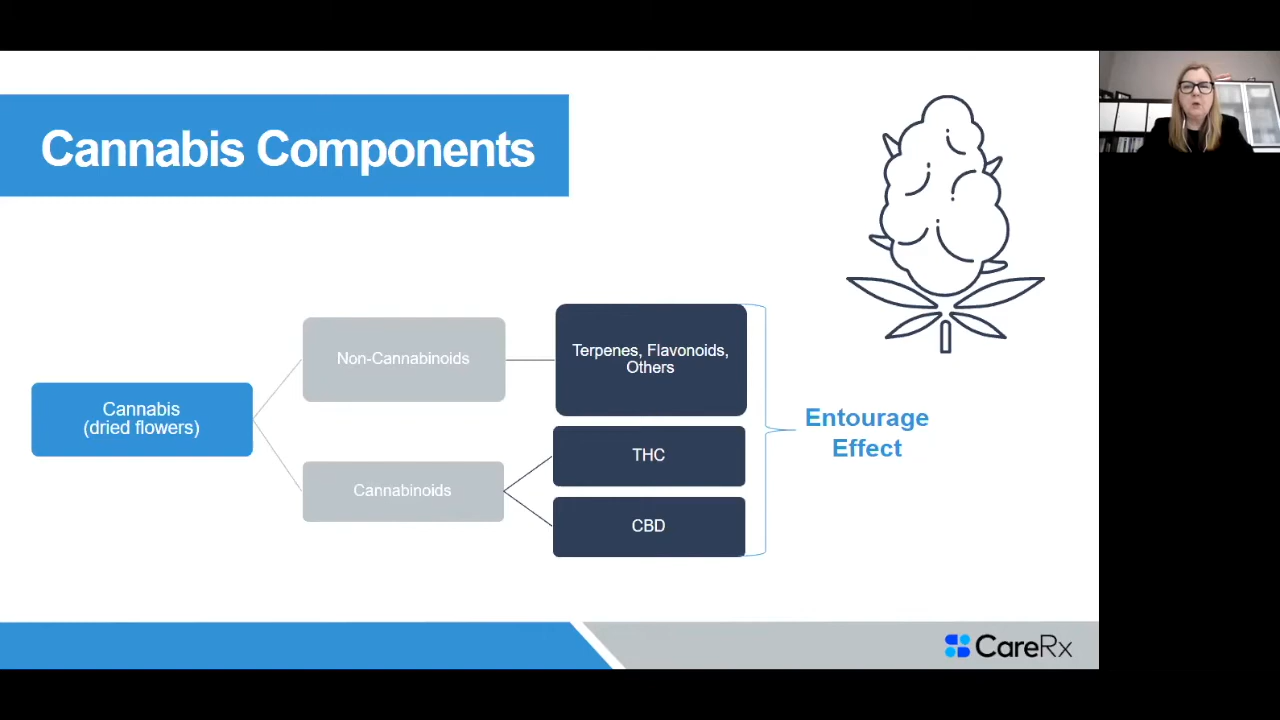 Cannabis Components
Non-Cannabinoids
Terpenes, Flavonoids,
Others
Cannabis
(dried flowers)
Cannabinoids
THC
CBD
Entourage
Effect
CareRx